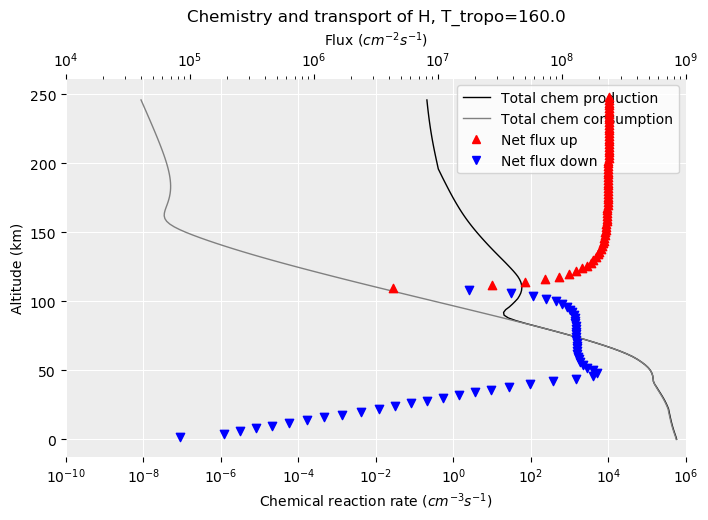 Chemistry and transport of H, T_tropo=160.0
Flux (cm⁻²s⁻¹)
10⁴ 10⁵ 10⁶ 10⁷ 10⁸ 10⁹
Total chem production
Total chem consumption
Net flux up
Net flux down
Altitude (km)
250
200
150
100
50
0
10⁻¹⁰ 10⁻⁸ 10⁻⁶ 10⁻⁴ 10⁻² 10⁰ 10² 10⁴ 10⁶
Chemical reaction rate (cm⁻³s⁻¹)